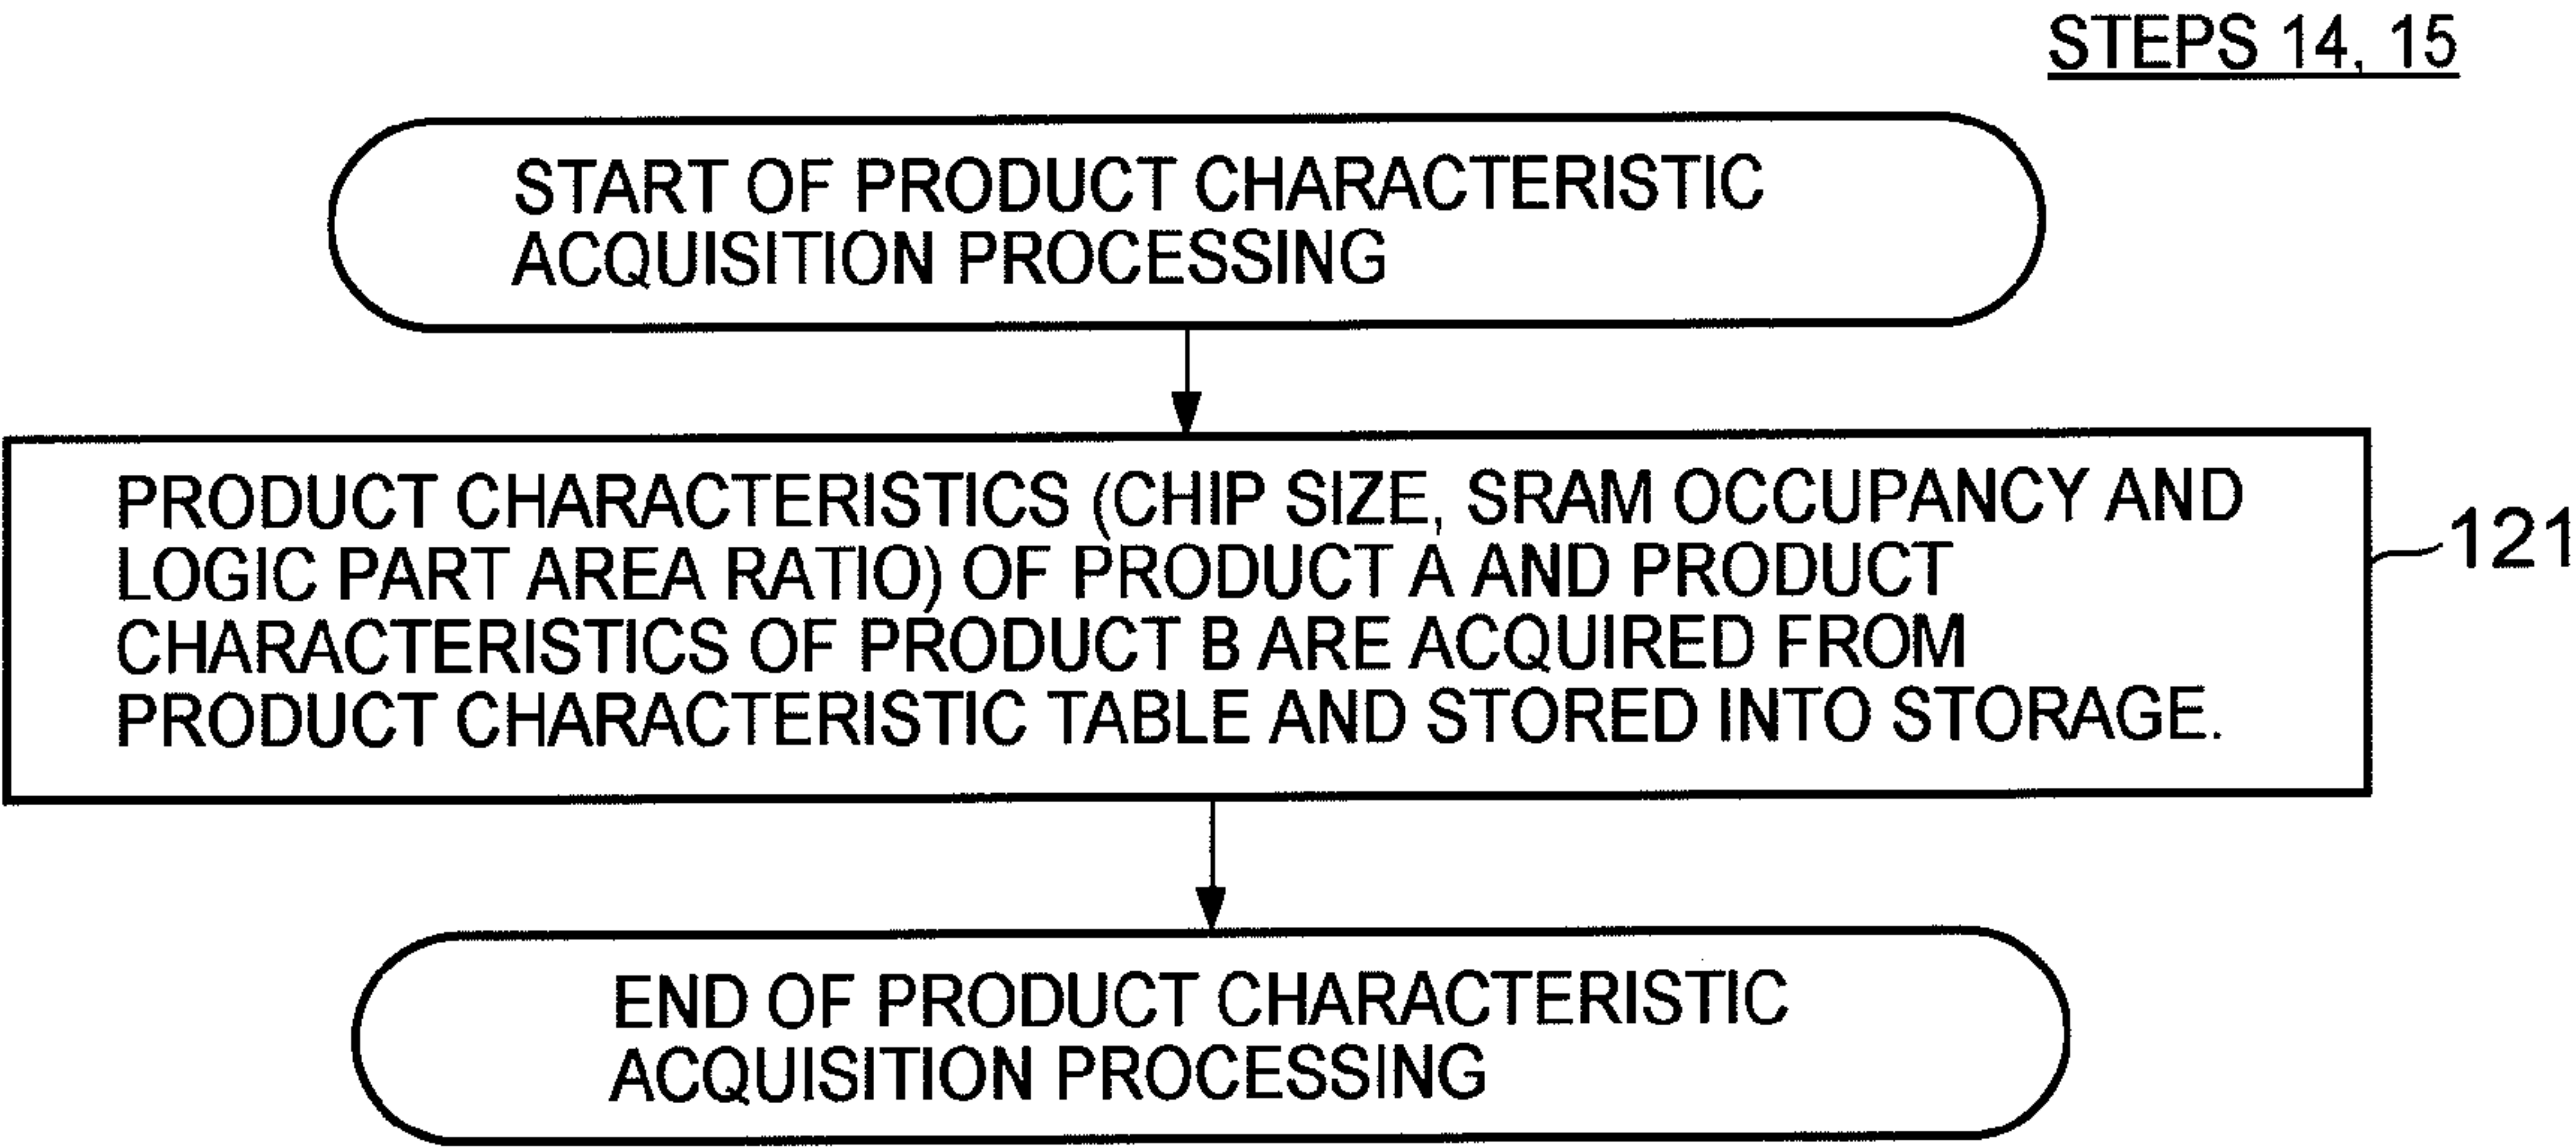 STEPS 14, 15
START OF PRODUCT CHARACTERISTIC
ACQUISITION PROCESSING
PRODUCT CHARACTERISTICS (CHIP SIZE, SRAM OCCUPANCY AND
LOGIC PART AREA RATIO) OF PRODUCT A AND PRODUCT
CHARACTERISTICS OF PRODUCT B ARE ACQUIRED FROM
PRODUCT CHARACTERISTIC TABLE AND STORED INTO STORAGE.
121
END OF PRODUCT CHARACTERISTIC
ACQUISITION PROCESSING